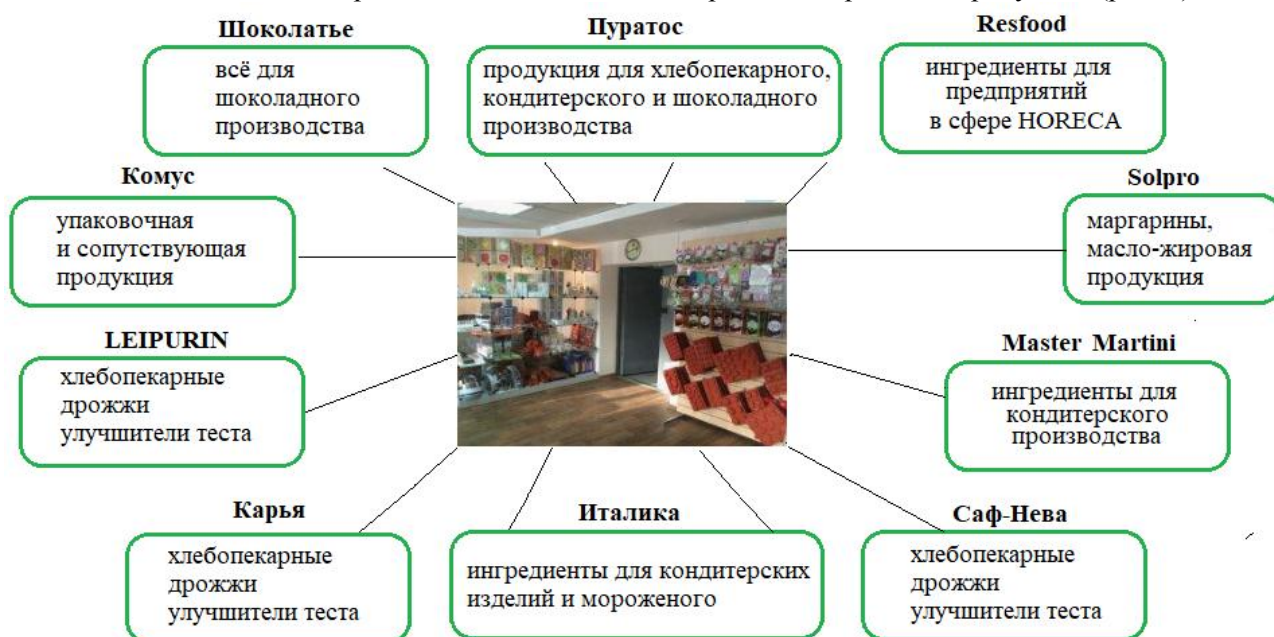 Шоколатье
всё для
шоколадного
производства
Пуратос
продукция для хлебопекарного,
кондитерского и шоколадного
производства
Resfood
ингредиенты для
предприятий
в сфере HORECA
Комус
упаковочная
и сопутствующая
продукция
Solpro
маргарины,
масло-жировая
продукция
LEIPURIN
хлебопекарные
дрожжи
улучшители теста
Master Martini
ингредиенты для
кондитерского
производства
Карья
хлебопекарные
дрожжи
улучшители теста
Италика
ингредиенты для кондитерских
изделий и мороженого
Саф-Нева
хлебопекарные
дрожжи
улучшители теста